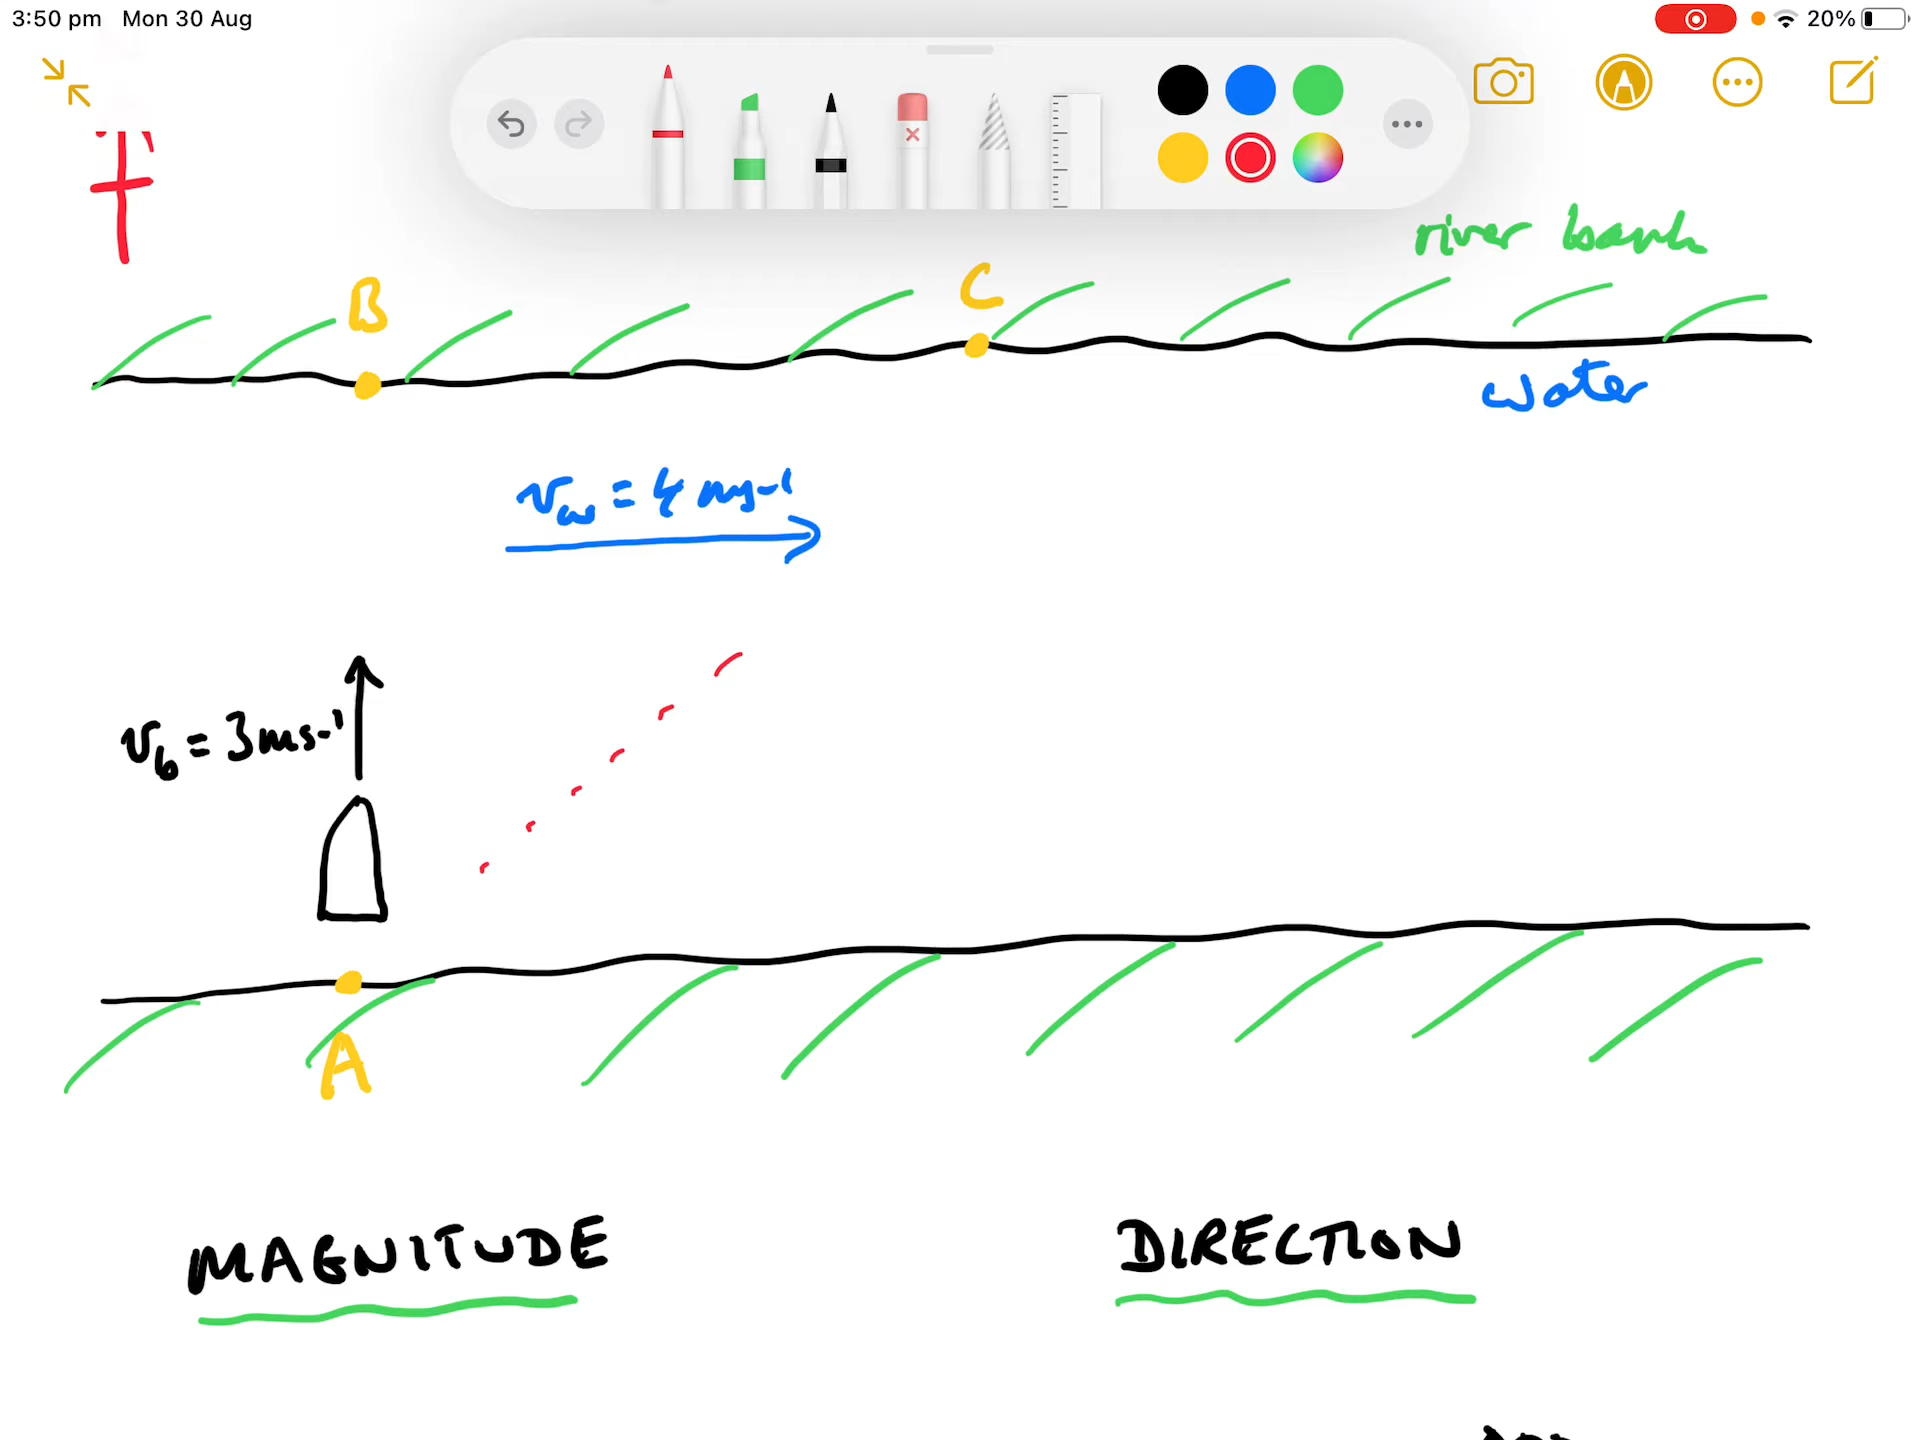 3:50 pm Mon 30 Aug
20%
river bank
B
C
water
v_w = 4 ms⁻¹
v_b = 3ms⁻¹
A
MAGNITUDE
DIRECTION